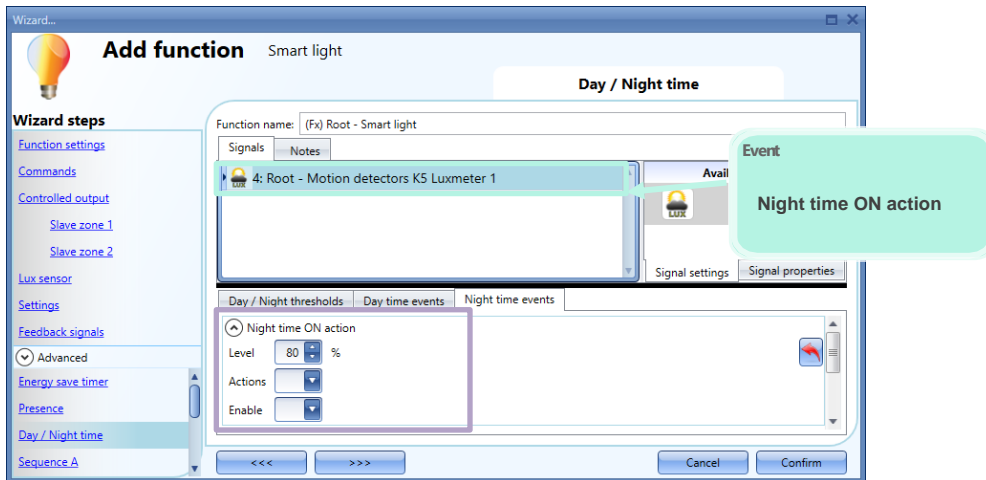 Wizard...
Add function Smart light
Day / Night time
Wizard steps
Function settings
Commands
Controlled output
Slave zone 1
Slave zone 2
Lux sensor
Settings
Feedback signals
Advanced
Energy save timer
Presence
Day / Night time
Sequence A
Function name: (Fx) Root - Smart light
Signals Notes
LUX 4: Root - Motion detectors K5 Luxmeter 1
Avail
LUX
Signal settings Signal properties
Event
Night time ON action
Day / Night thresholds Day time events Night time events
Night time ON action
Level 80 %
Actions
Enable
<<< >>> Cancel Confirm